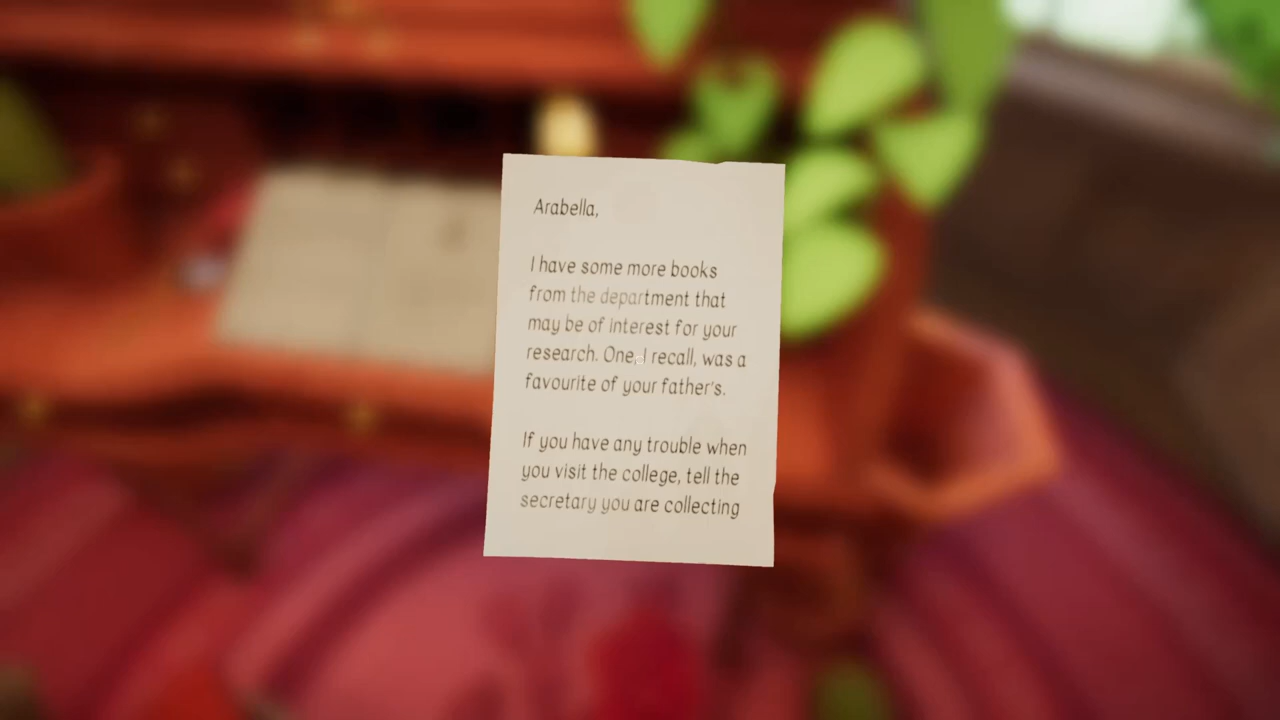 Arabella,
I have some more books
from the department that
may be of interest for your
research. One, I recall, was a
favourite of your father's.
If you have any trouble when
you visit the college, tell the
secretary you are collecting